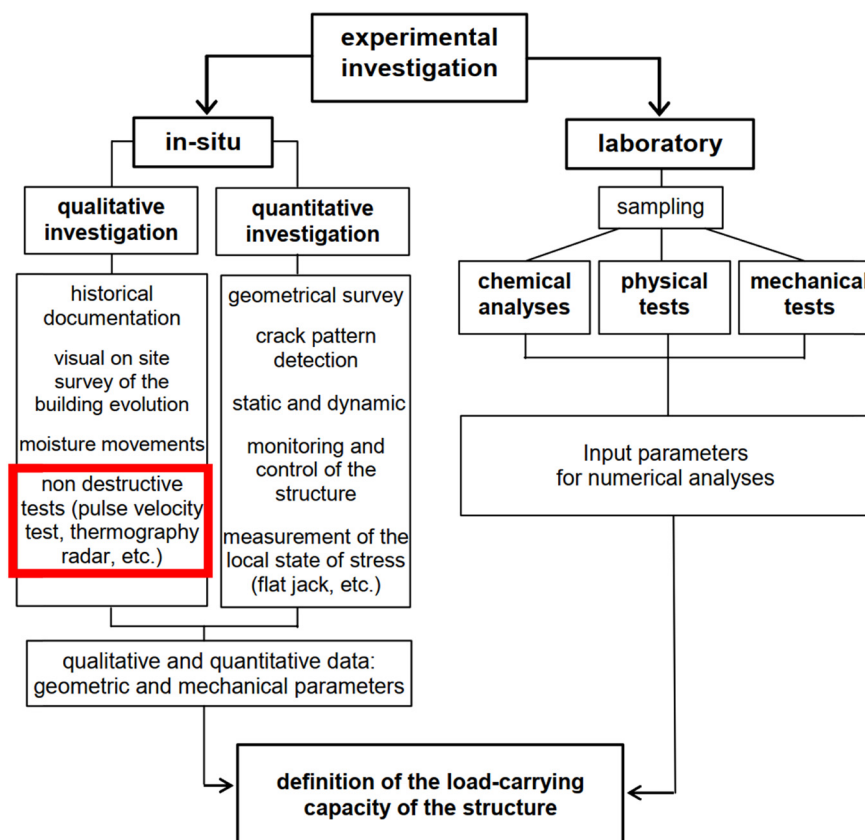 experimental
investigation
in-situ
laboratory
qualitative
investigation
quantitative
investigation
sampling
chemical
analyses
physical
tests
mechanical
tests
historical
documentation
visual on site
survey of the
building evolution
moisture movements
non destructive
tests (pulse velocity
test, thermography
radar, etc.)
geometrical survey
crack pattern
detection
static and dynamic
monitoring and
control of the
structure
measurement of the
local state of stress
(flat jack, etc.)
Input parameters
for numerical analyses
qualitative and quantitative data:
geometric and mechanical parameters
definition of the load-carrying
capacity of the structure